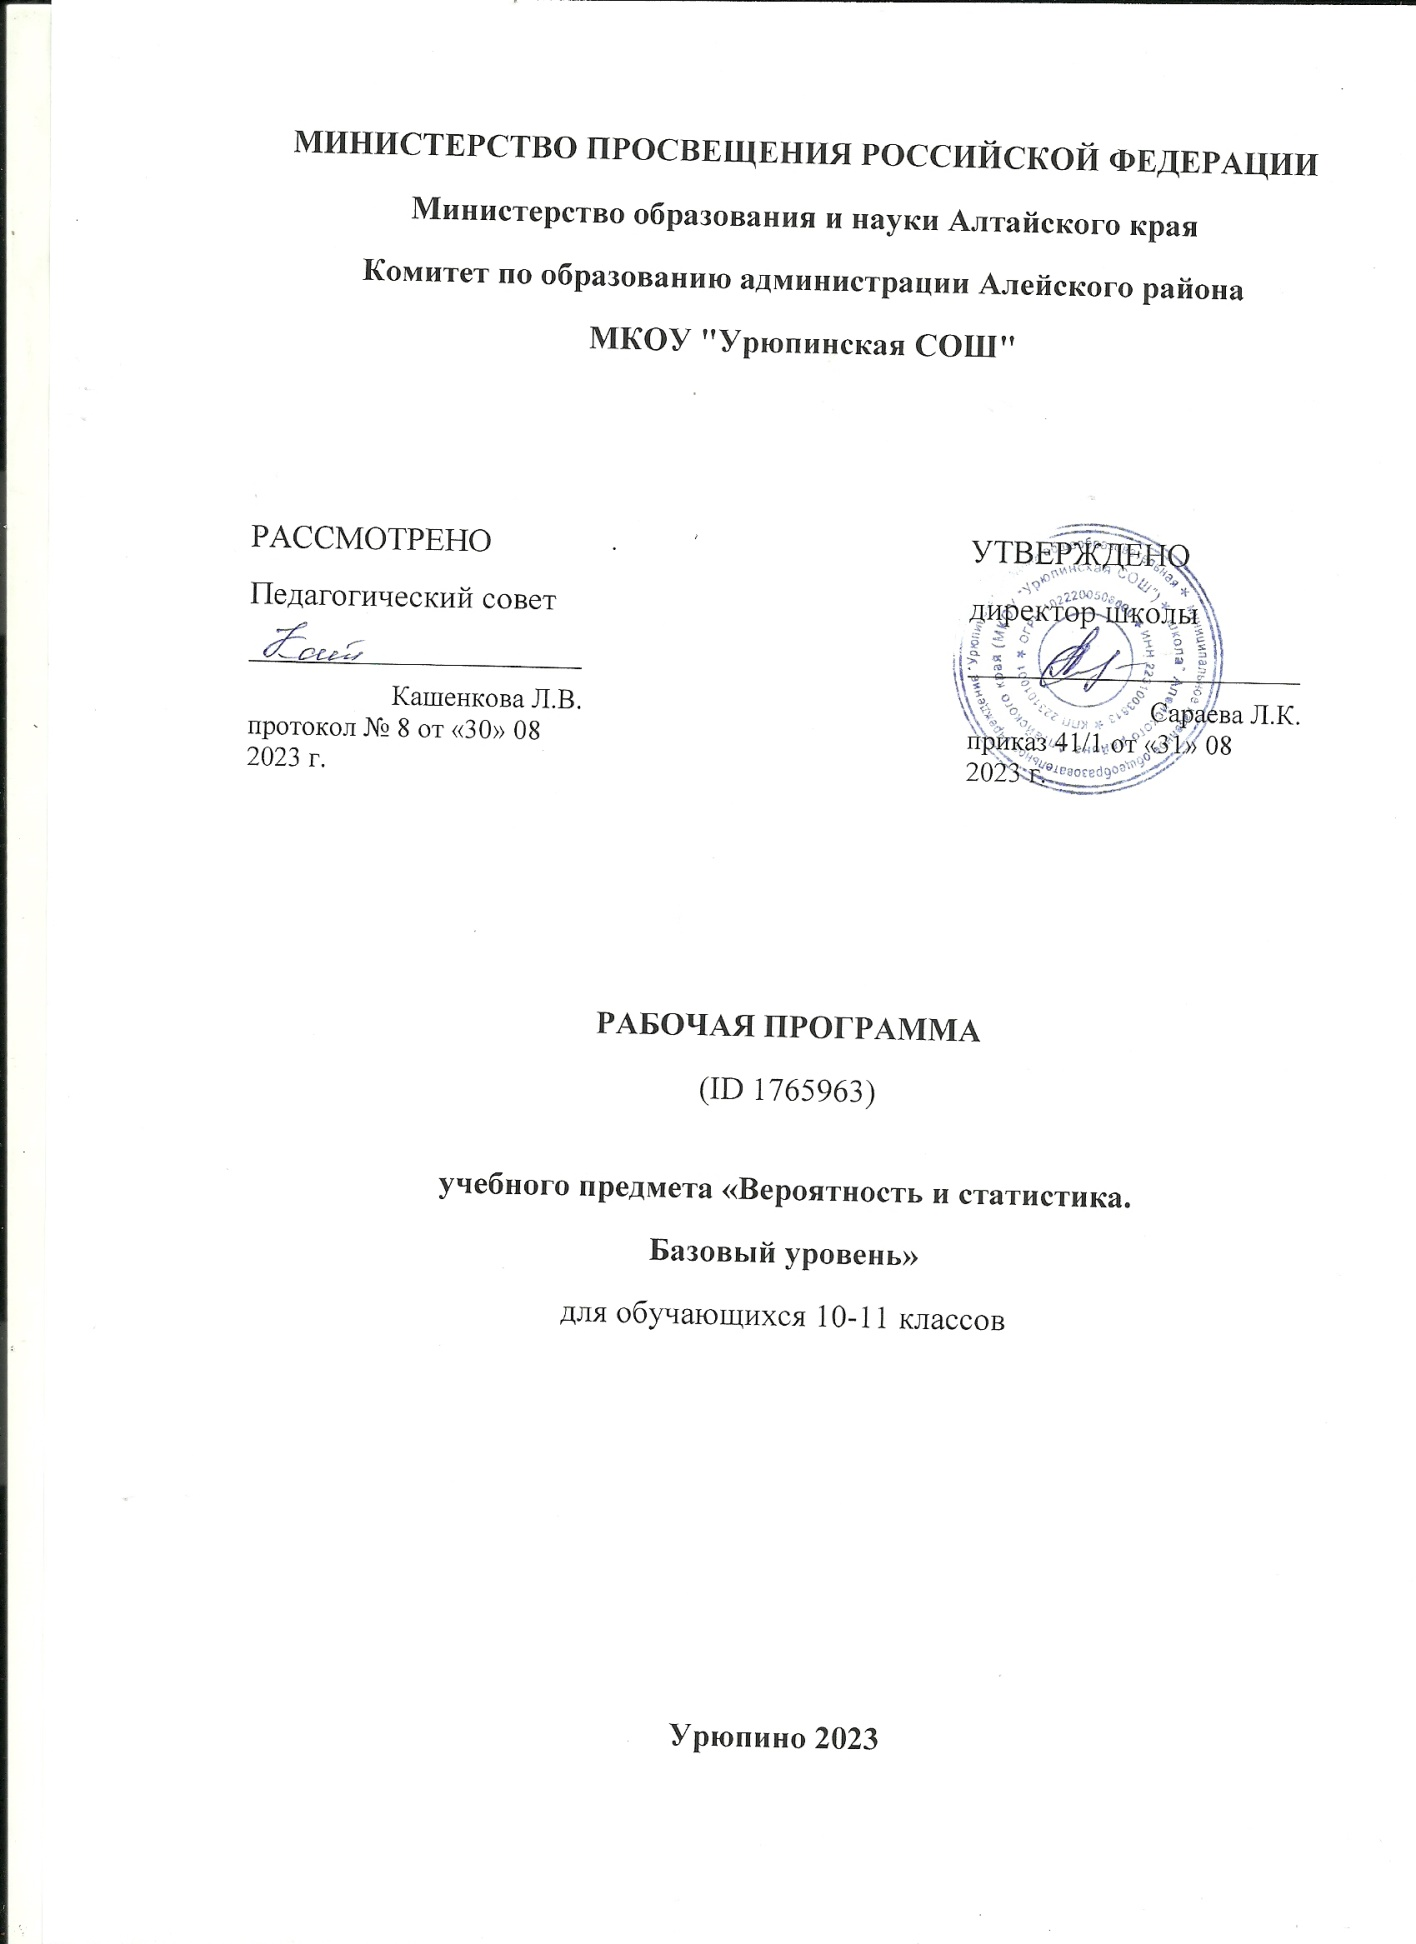 МИНИСТЕРСТВО ПРОСВЕЩЕНИЯ РОССИЙСКОЙ ФЕДЕРАЦИИ
Министерство образования и науки Алтайского края
Комитет по образованию администрации Алейского района
МКОУ "Урюпинская СОШ"
РАССМОТРЕНО
Педагогический совет
Кашенкова Л.В.
протокол № 8 от «30» 08
2023 г.
УТВЕРЖДЕНО
директор школы
Сараева Л.К.
приказ 41/1 от «31» 08
2023 г.
РАБОЧАЯ ПРОГРАММА
(ID 1765963)
учебного предмета «Вероятность и статистика.
Базовый уровень»
для обучающихся 10-11 классов
Урюпино 2023